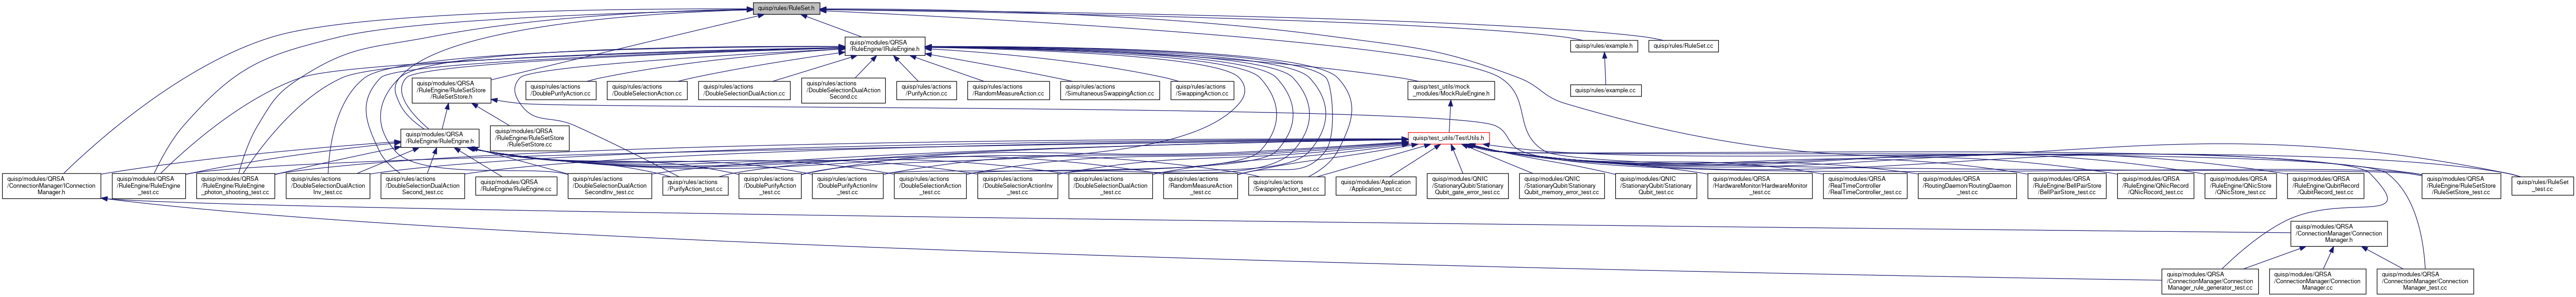 quisp/rules/RuleSet.h
quisp/modules/QRSA
/RuleEngine/IRuleEngine.h
quisp/rules/example.h
quisp/rules/RuleSet.cc
quisp/modules/QRSA
/RuleEngine/RuleSetStore
/RuleSetStore.h
quisp/rules/actions
/DoublePurifyAction.cc
quisp/rules/actions
/DoubleSelectionAction.cc
quisp/rules/actions
/DoubleSelectionDualAction.cc
quisp/rules/actions
/DoubleSelectionDualAction
Second.cc
quisp/rules/actions
/PurifyAction.cc
quisp/rules/actions
/RandomMeasureAction.cc
quisp/rules/actions
/SimultaneousSwappingAction.cc
quisp/rules/actions
/SwappingAction.cc
quisp/test_utils/mock
_modules/MockRuleEngine.h
quisp/rules/example.cc
quisp/modules/QRSA
/RuleEngine/RuleEngine.h
quisp/modules/QRSA
/RuleEngine/RuleSetStore
/RuleSetStore.cc
quisp/test_utils/TestUtils.h
quisp/modules/QRSA
/ConnectionManager/IConnection
Manager.h
quisp/modules/QRSA
/RuleEngine/RuleEngine
_test.cc
quisp/modules/QRSA
/RuleEngine/RuleEngine
_photon_shooting_test.cc
quisp/rules/actions
/DoubleSelectionDualAction
Inv_test.cc
quisp/rules/actions
/DoubleSelectionDualAction
Second_test.cc
quisp/modules/QRSA
/RuleEngine/RuleEngine.cc
quisp/rules/actions
/DoubleSelectionDualAction
SecondInv_test.cc
quisp/rules/actions
/PurifyAction_test.cc
quisp/rules/actions
/DoublePurifyAction
_test.cc
quisp/rules/actions
/DoublePurifyActionInv
_test.cc
quisp/rules/actions
/DoubleSelectionAction
_test.cc
quisp/rules/actions
/DoubleSelectionActionInv
_test.cc
quisp/rules/actions
/DoubleSelectionDualAction
_test.cc
quisp/rules/actions
/RandomMeasureAction
_test.cc
quisp/rules/actions
/SwappingAction_test.cc
quisp/modules/Application
/Application_test.cc
quisp/modules/QNIC
/StationaryQubit/Stationary
Qubit_gate_error_test.cc
quisp/modules/QNIC
/StationaryQubit/Stationary
Qubit_memory_error_test.cc
quisp/modules/QNIC
/StationaryQubit/Stationary
Qubit_test.cc
quisp/modules/QRSA
/HardwareMonitor/HardwareMonitor
_test.cc
quisp/modules/QRSA
/RealTimeController
/RealTimeController_test.cc
quisp/modules/QRSA
/RoutingDaemon/RoutingDaemon
_test.cc
quisp/modules/QRSA
/RuleEngine/BellPairStore
/BellPairStore_test.cc
quisp/modules/QRSA
/RuleEngine/QNicRecord
/QNicRocord_test.cc
quisp/modules/QRSA
/RuleEngine/QNicStore
/QNicStore_test.cc
quisp/modules/QRSA
/RuleEngine/QubitRecord
/QubitRecord_test.cc
quisp/modules/QRSA
/RuleEngine/RuleSetStore
/RuleSetStore_test.cc
quisp/rules/RuleSet
_test.cc
quisp/modules/QRSA
/ConnectionManager/Connection
Manager.h
quisp/modules/QRSA
/ConnectionManager/Connection
Manager_rule_generator_test.cc
quisp/modules/QRSA
/ConnectionManager/Connection
Manager.cc
quisp/modules/QRSA
/ConnectionManager/Connection
Manager_test.cc